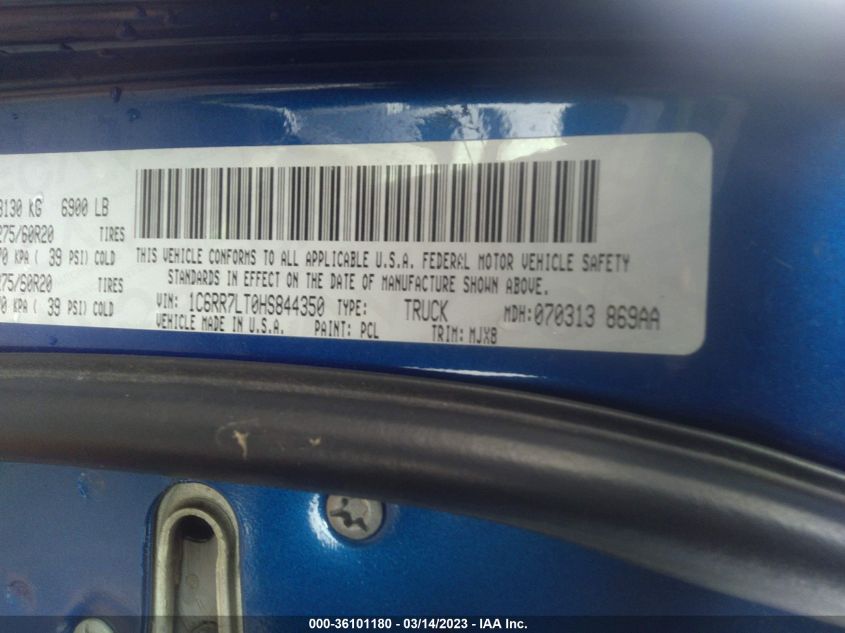 3130 KG 6900 LB
275/60R20 TIRES
70 KPA ( 39 PSI) COLD
275/60R20 TIRES
70 KPA ( 39 PSI) COLD
THIS VEHICLE CONFORMS TO ALL APPLICABLE U.S.A. FEDERAL MOTOR VEHICLE SAFETY
STANDARDS IN EFFECT ON THE DATE OF MANUFACTURE SHOWN ABOVE.
VIN: 1C6RR7LT0HS844350 TYPE: TRUCK MDH:070313 869AA
VEHICLE MADE IN U.S.A. PAINT: PCL TRIM: MJX8
000-36101180 - 03/14/2023 - IAA Inc.